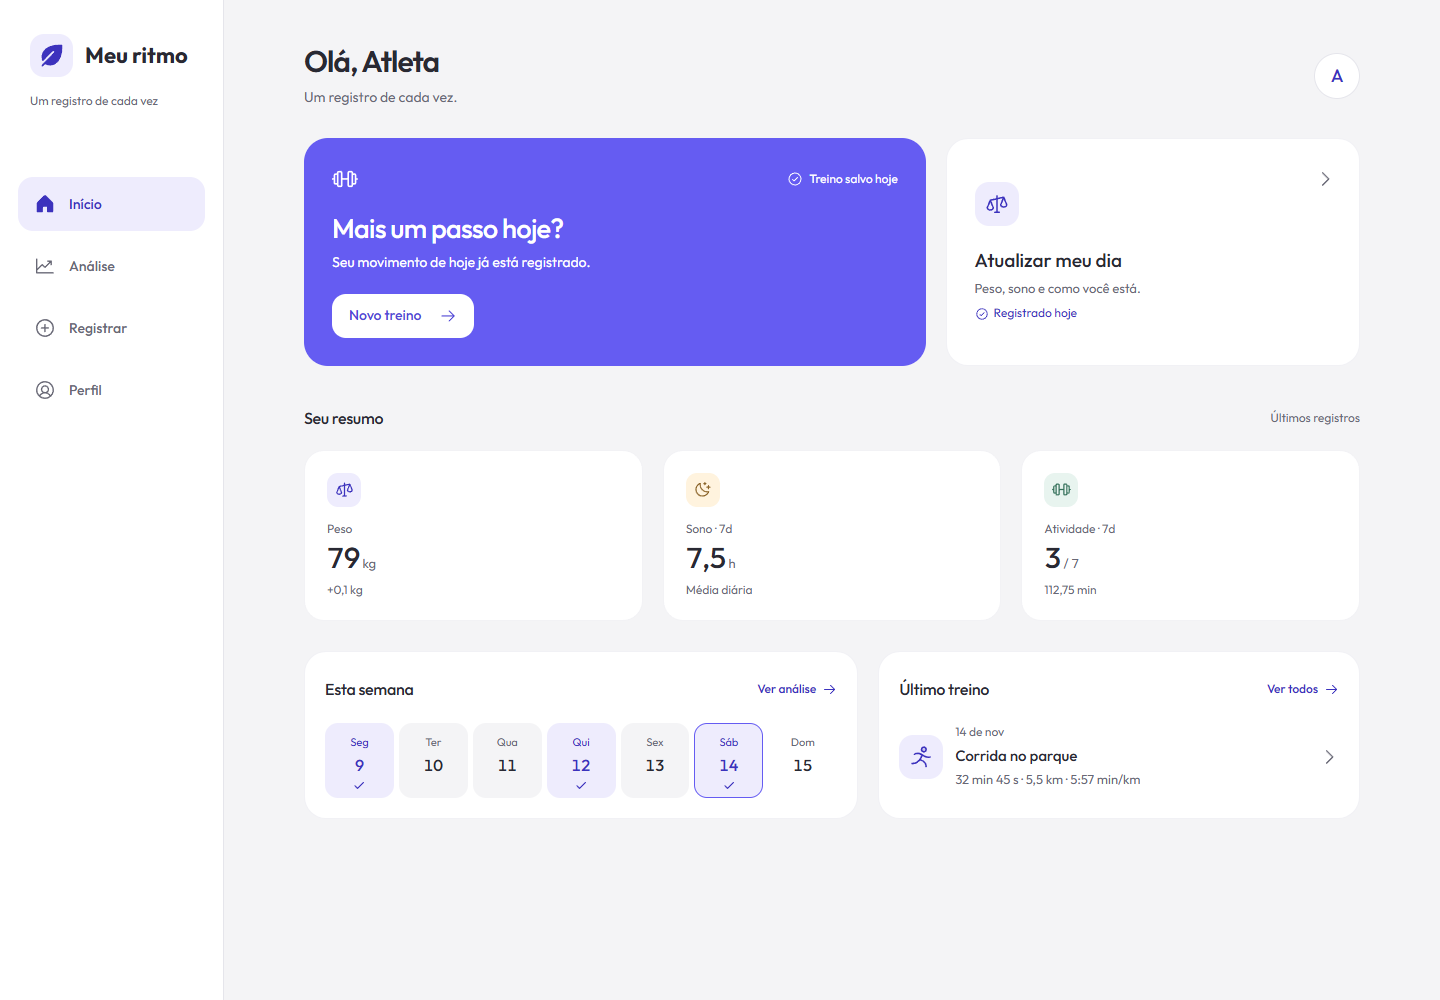 Meu ritmo
Um registro de cada vez
Início
Análise
Registrar
Perfil
Olá, Atleta
Um registro de cada vez.
A
Treino salvo hoje
Mais um passo hoje?
Seu movimento de hoje já está registrado.
Novo treino
Atualizar meu dia
Peso, sono e como você está.
Registrado hoje
Seu resumo
Últimos registros
Peso
79 kg
+0,1 kg
Sono · 7d
7,5 h
Média diária
Atividade · 7d
3 / 7
112,75 min
Esta semana
Ver análise
Seg
9
Ter
10
Qua
11
Qui
12
Sex
13
Sáb
14
Dom
15
Último treino
Ver todos
14 de nov
Corrida no parque
32 min 45 s · 5,5 km · 5:57 min/km